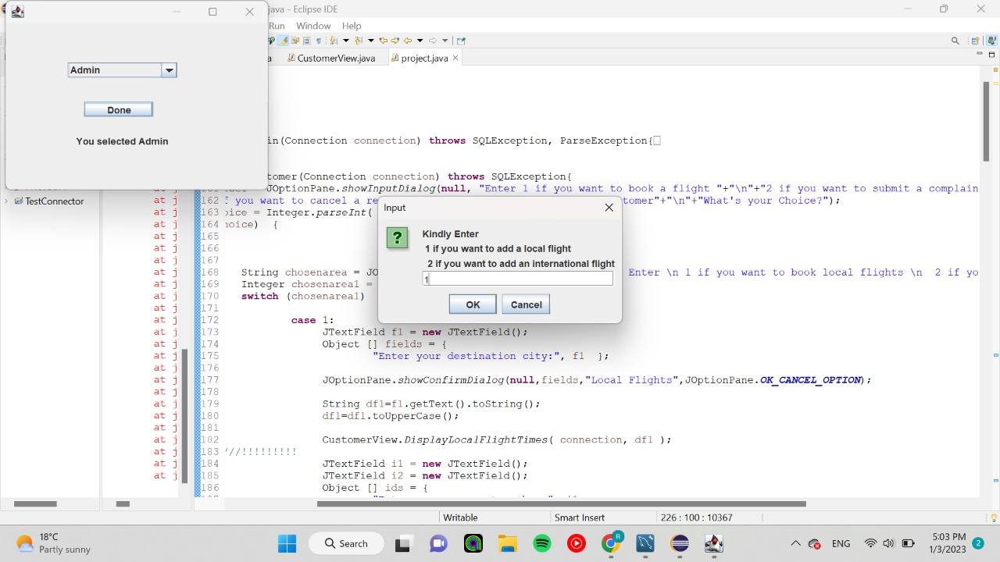 java - Eclipse IDE
Run Window Help
CustomerView.java
project.java
Admin
Done
You selected Admin
TestConnector
in(Connection connection) throws SQLException, ParseException{
tomer(Connection connection) throws SQLException{
JOptionPane.showInputDialog(null, "Enter 1 if you want to book a flight "+"\n"+"2 if you want to submit a complain
at j
162
you want to cancel a re
tomer"+"\n"+"What's your Choice?");
at j
163
oice = Integer.parseInt(
at j
164
hoice) {
at j
165
at j
166
at j
167
at j
168 String chosenarea = JO
Enter \n 1 if you want to book local flights \n 2 if yo
at j
169 Integer chosenarea1 =
at j
170 switch (chosenarea1)
at j
171
at j
172 case 1:
at j
173 JTextField f1 = new JTextField();
at j
174 Object [] fields = {
at j
175 "Enter your destination city:", f1 };
at j
176
at j
177 JOptionPane.showConfirmDialog(null,fields,"Local Flights",JOptionPane.OK_CANCEL_OPTION);
at j
178
at j
179 String df1=f1.getText().toString();
at j
180 df1=df1.toUpperCase();
at j
181
at j
182 CustomerView.DisplayLocalFlightTimes( connection, df1 );
at j
183 //!!!!!!!!!
at j
184 JTextField i1 = new JTextField();
at j
185 JTextField i2 = new JTextField();
186 Object [] ids = {
Input
Kindly Enter
1 if you want to add a local flight
2 if you want to add an international flight
1
OK
Cancel
Writable
Smart Insert
226 : 100 : 10367
18°C
Partly sunny
Search
R
ENG
5:03 PM
1/3/2023
2